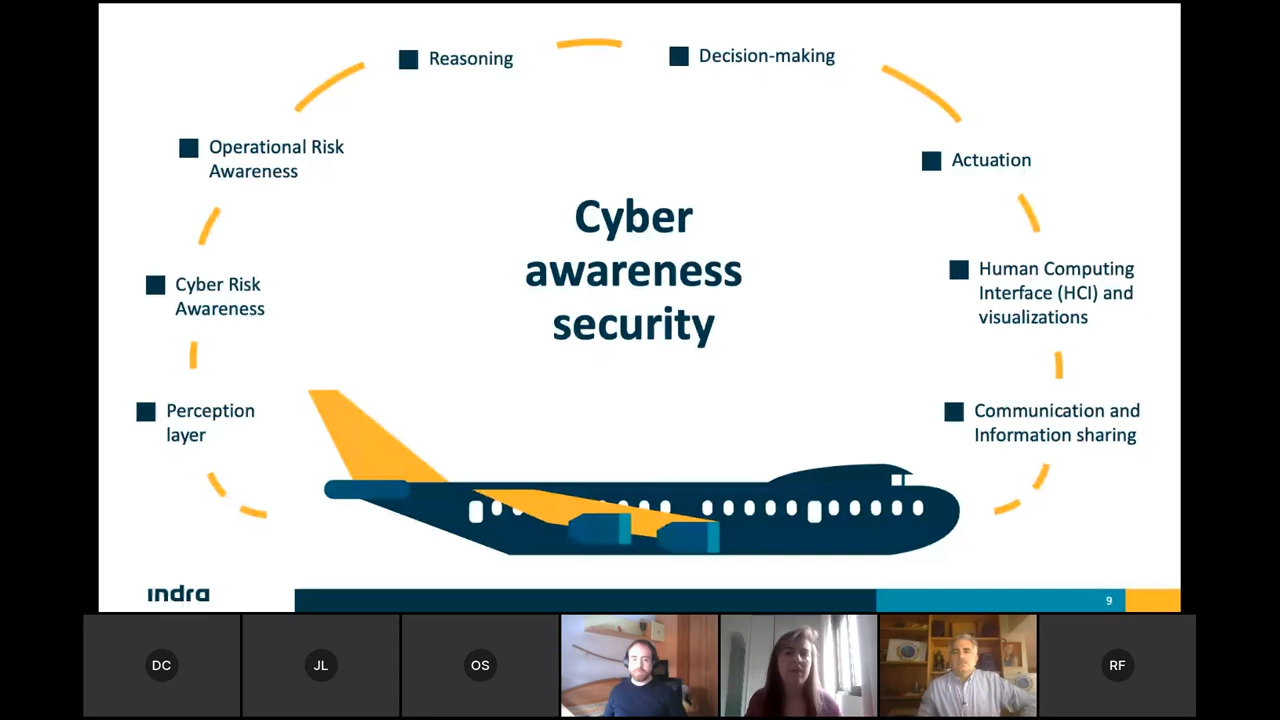 Reasoning
Decision-making
Operational Risk
Awareness
Actuation
Cyber
awareness
security
Cyber Risk
Awareness
Human Computing
Interface (HCI) and
visualizations
Perception
layer
Communication and
Information sharing
indra
9
DC
JL
OS
RF